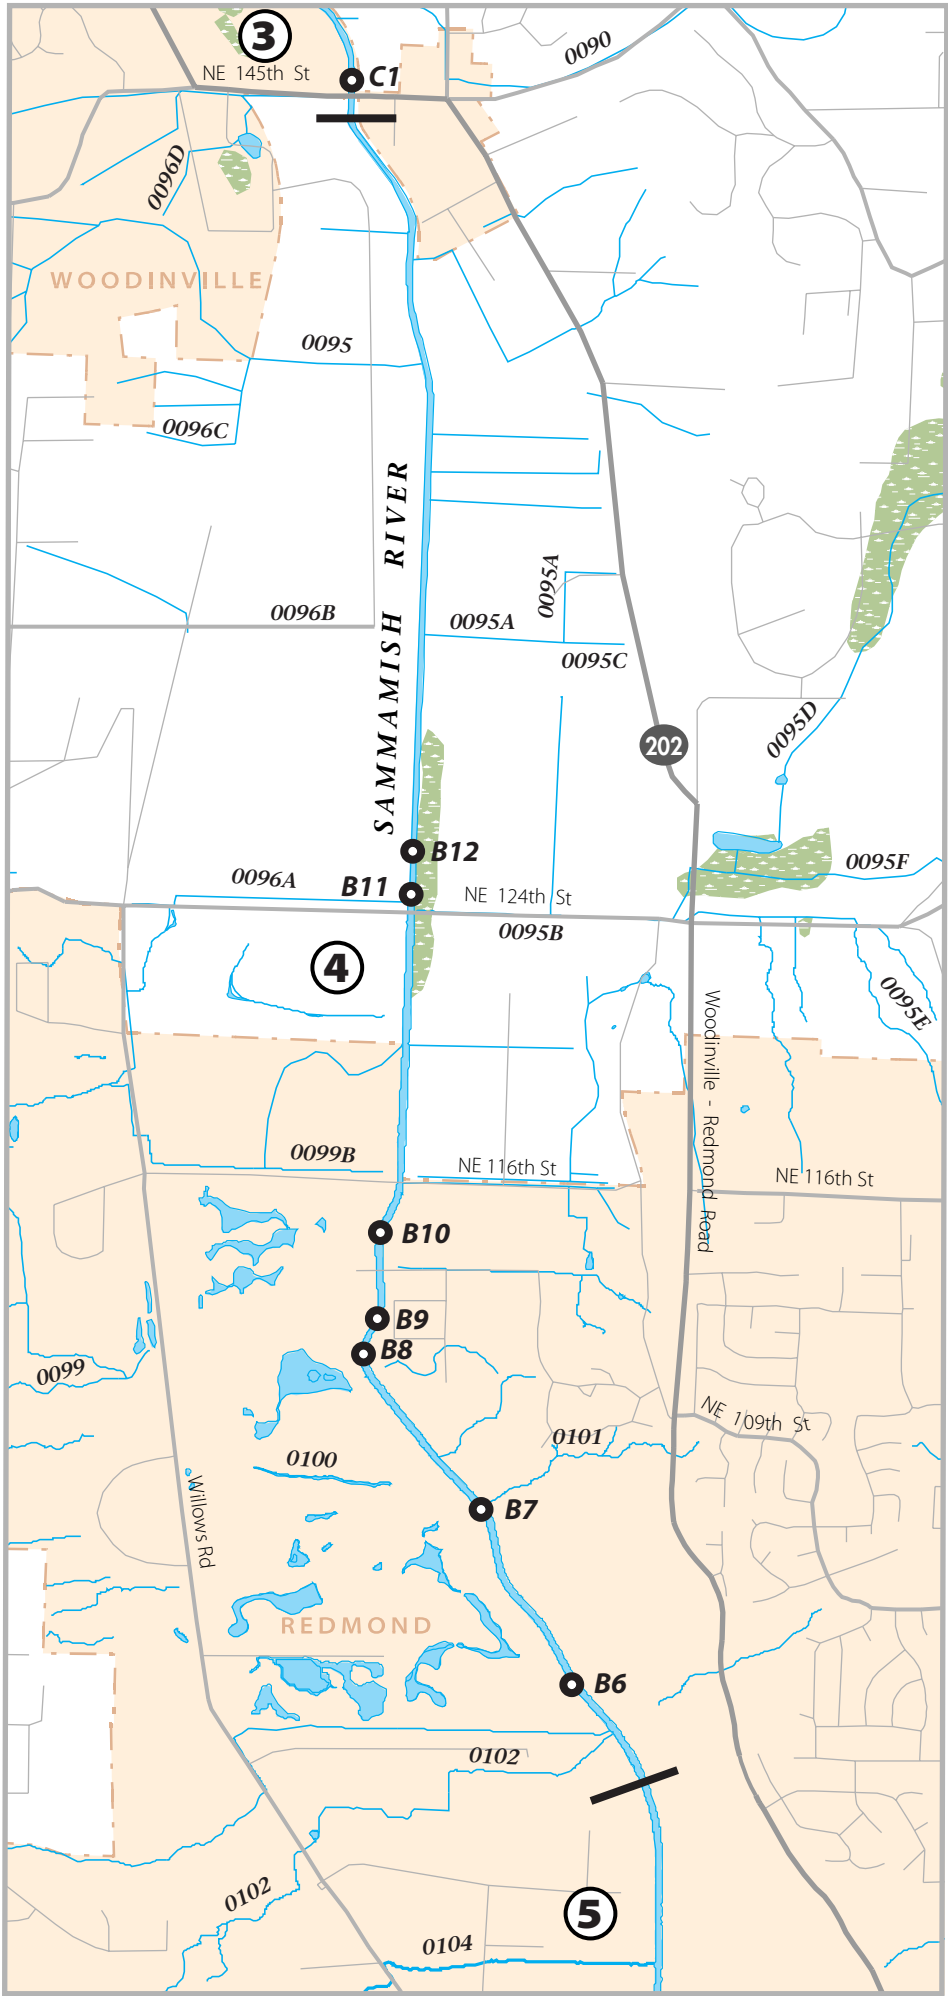 3
0090
NE 145th St
C1
0096D
WOODINVILLE
0095
0096C
SAMMAMISH RIVER
0095A
0096B
0095A
0095C
0095D
202
B12
0095F
0096A
B11
NE 124th St
0095B
4
0095E
Woodinville - Redmond Road
0099B
NE 116th St
NE 116th St
B10
B9
B8
0099
NE 109th St
0101
0100
Willows Rd
B7
REDMOND
B6
0102
0102
5
0104